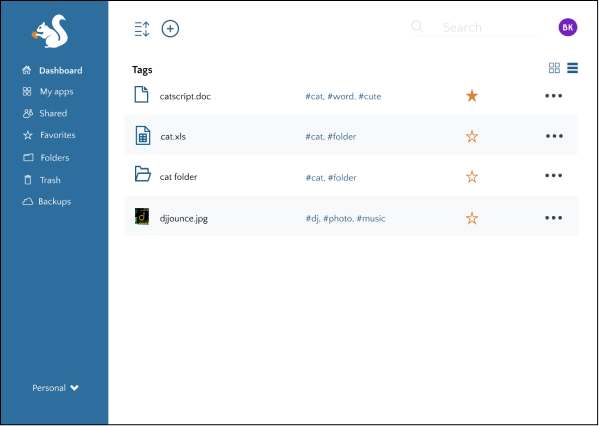 Search
BK
Dashboard
My apps
Shared
Favorites
Folders
Trash
Backups
Personal
Tags
catscript.doc #cat, #word, #cute
cat.xls #cat, #folder
cat folder #cat, #folder
djjounce.jpg #dj, #photo, #music